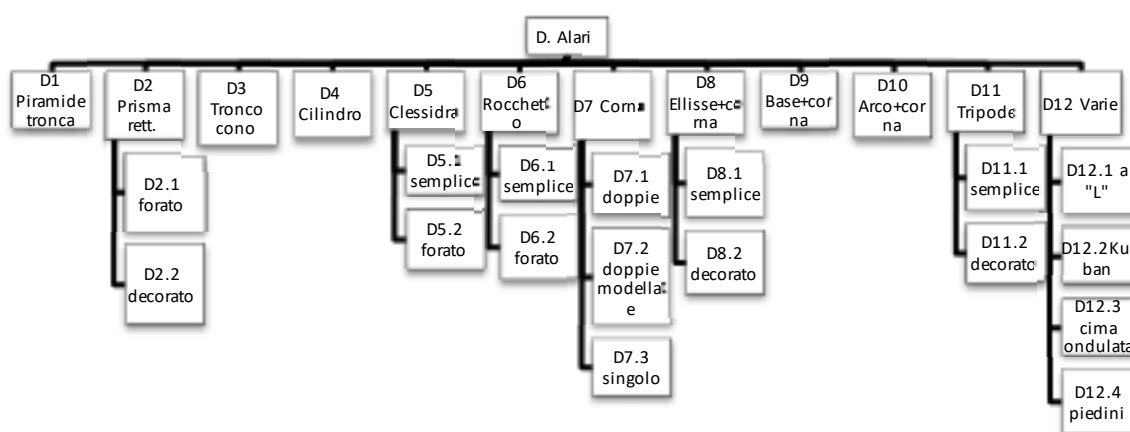 D. Alari
D1
Piramide
tronca
D2
Prisma
rett.
D3
Tronco
cono
D4
Cilindro
D5
Clessidra
D6
Rocchett
o
D7 Corna
D8
Ellisse+co
rna
D9
Base+cor
na
D10
Arco+cor
na
D11
Tripode
D12 Varie
D2.1
forato
D2.2
decorato
D5.1
semplice
D5.2
forato
D6.1
semplice
D6.2
forato
D7.1
doppie
D7.2
doppie
modellat
e
D7.3
singolo
D8.1
semplice
D8.2
decorato
D11.1
semplice
D11.2
decorato
D12.1 a
"L"
D12.2Ku
ban
D12.3
cima
ondulata
D12.4
piedini